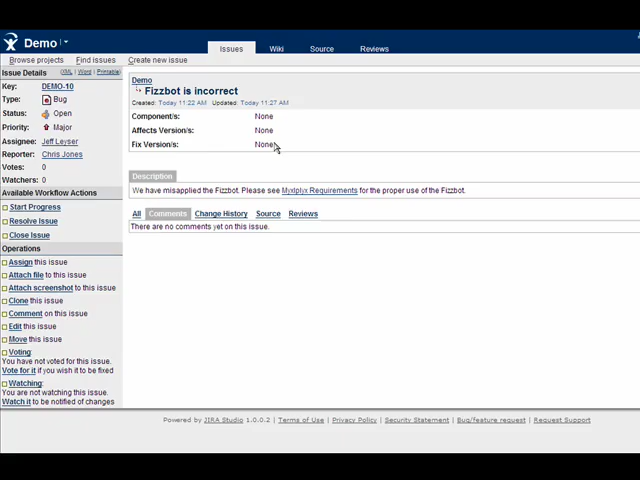 Demo
Issues
Wiki
Source
Reviews
Browse projects
Find issues
Create new issue
Issue Details
(XML | Word | Printable)
Key: DEMO-10
Type: Bug
Status: Open
Priority: Major
Assignee: Jeff Leyser
Reporter: Chris Jones
Votes: 0
Watchers: 0
Available Workflow Actions
Start Progress
Resolve Issue
Close Issue
Operations
Assign this issue
Attach file to this issue
Attach screenshot to this issue
Clone this issue
Comment on this issue
Edit this issue
Move this issue
Voting:
You have not voted for this issue.
Vote for it if you wish it to be fixed
Watching:
You are not watching this issue.
Watch it to be notified of changes
Demo
Fizzbot is incorrect
Created: Today 11:22 AM Updated: Today 11:27 AM
Component/s: None
Affects Version/s: None
Fix Version/s: None
Description
We have misapplied the Fizzbot. Please see Myxlplyx Requirements for the proper use of the Fizzbot.
All Comments Change History Source Reviews
There are no comments yet on this issue.
Powered by JIRA Studio 1.0.0.2 | Terms of Use | Privacy Policy | Security Statement | Bug/feature request | Request Support